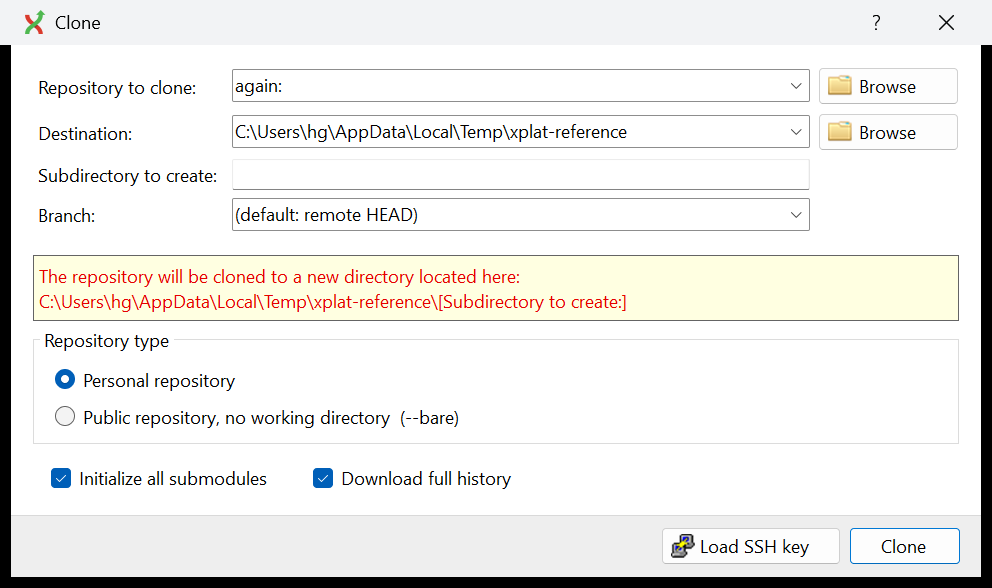 Clone
?
Repository to clone: again: Browse
Destination: C:\Users\hg\AppData\Local\Temp\xplat-reference Browse
Subdirectory to create:
Branch: (default: remote HEAD)
The repository will be cloned to a new directory located here:
C:\Users\hg\AppData\Local\Temp\xplat-reference\[Subdirectory to create:]
Repository type
Personal repository
Public repository, no working directory  (--bare)
Initialize all submodules Download full history
Load SSH key Clone